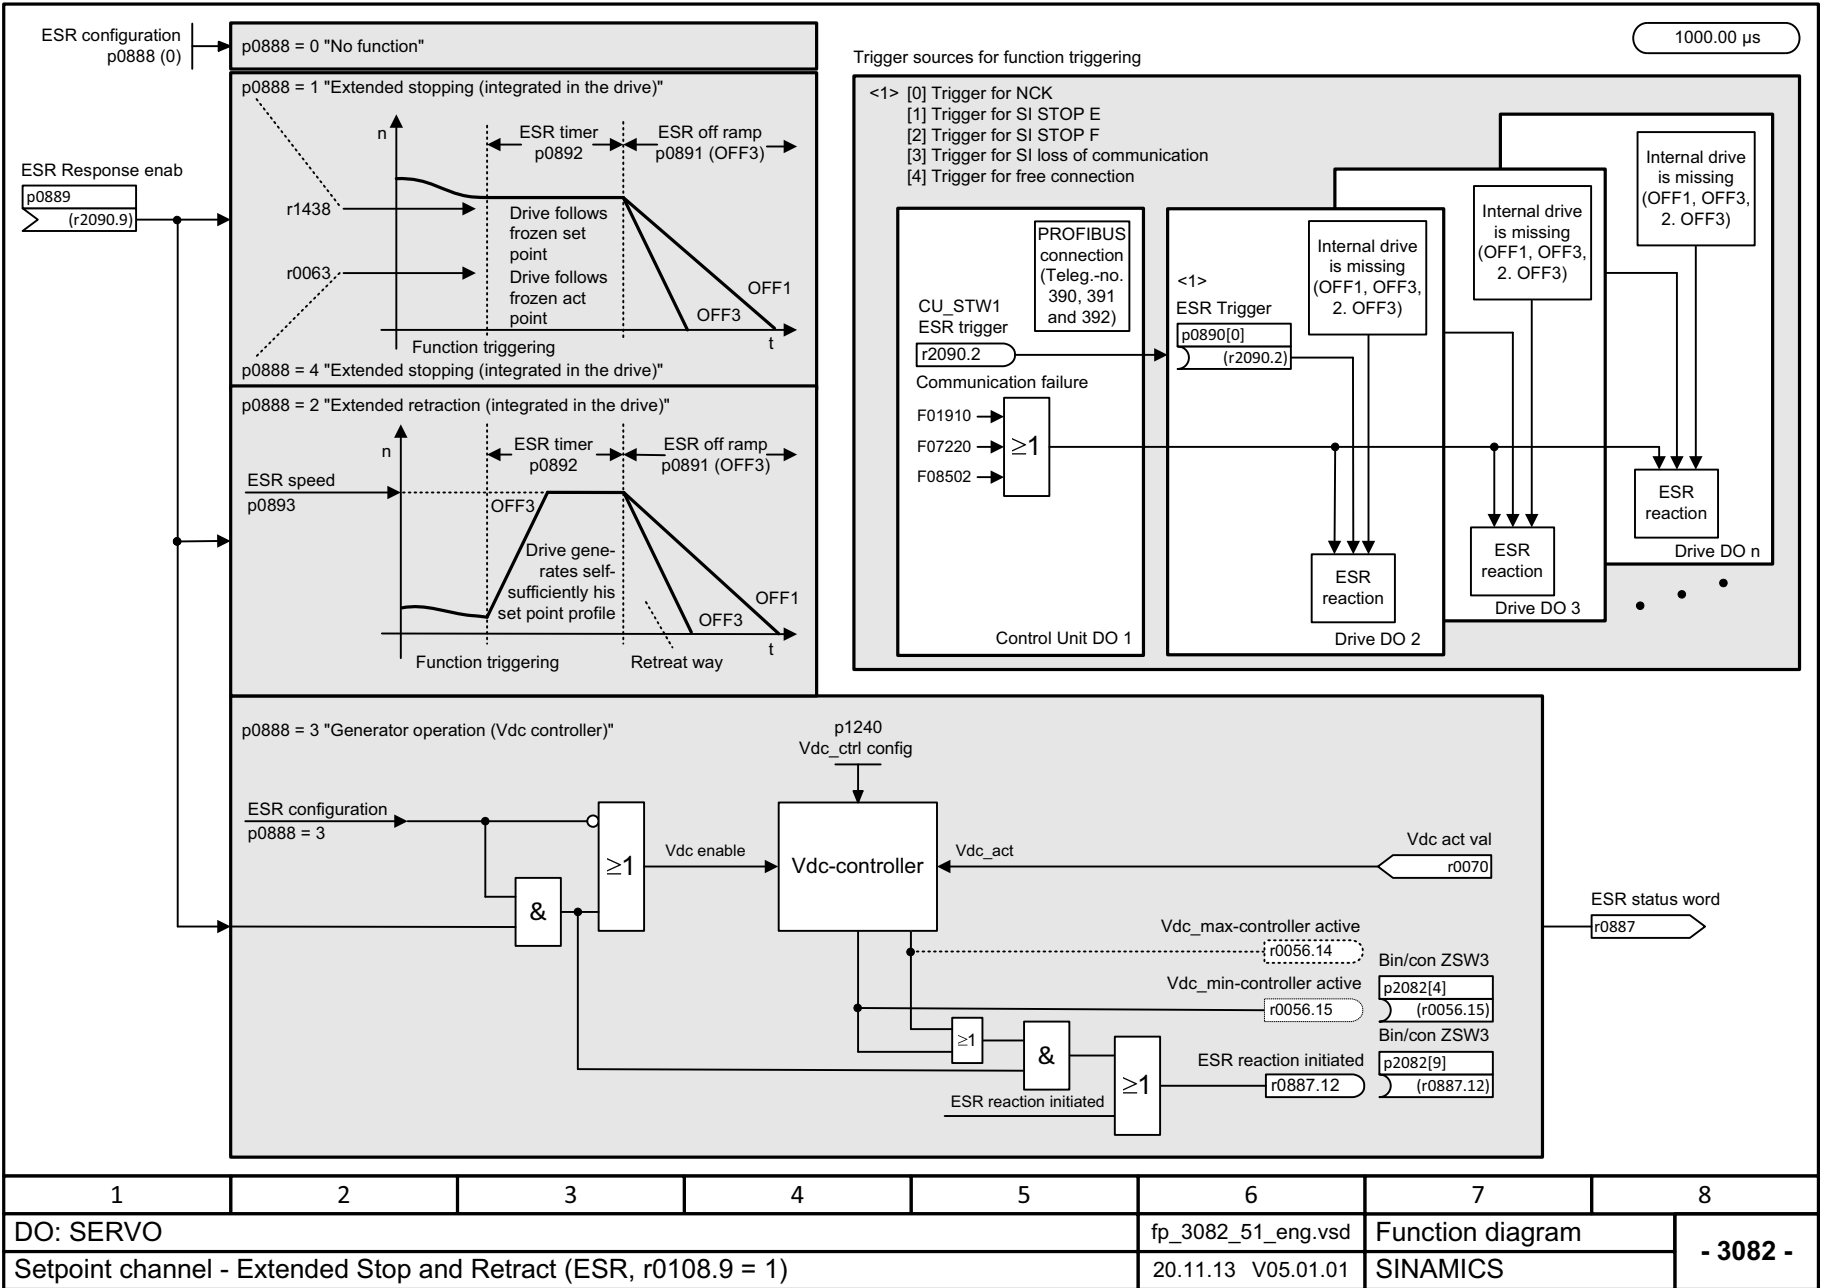 ESR configuration
p0888 (0)
p0888 = 0 "No function"
1000.00 µs
p0888 = 1 "Extended stopping (integrated in the drive)"
n
ESR timer
p0892
ESR off ramp
p0891 (OFF3)
ESR Response enab
p0889
(r2090.9)
r1438
Drive follows
frozen set
point
r0063
Drive follows
frozen act
point
OFF1
OFF3
t
Function triggering
p0888 = 4 "Extended stopping (integrated in the drive)"
p0888 = 2 "Extended retraction (integrated in the drive)"
n
ESR timer
p0892
ESR off ramp
p0891 (OFF3)
ESR speed
p0893
OFF3
Drive gene-
rates self-
sufficiently his
set point profile
OFF1
OFF3
t
Function triggering
Retreat way
Trigger sources for function triggering
<1> [0] Trigger for NCK
[1] Trigger for SI STOP E
[2] Trigger for SI STOP F
[3] Trigger for SI loss of communication
[4] Trigger for free connection
PROFIBUS
connection
(Teleg.-no.
390, 391
and 392)
CU_STW1
ESR trigger
r2090.2
Communication failure
F01910
F07220
F08502
≥1
Control Unit DO 1
<1>
ESR Trigger
p0890[0]
(r2090.2)
Internal drive
is missing
(OFF1, OFF3,
2. OFF3)
ESR
reaction
Drive DO 2
Internal drive
is missing
(OFF1, OFF3,
2. OFF3)
ESR
reaction
Drive DO 3
Internal drive
is missing
(OFF1, OFF3,
2. OFF3)
ESR
reaction
Drive DO n
p0888 = 3 "Generator operation (Vdc controller)"
p1240
Vdc_ctrl config
ESR configuration
p0888 = 3
&
≥1
Vdc enable
Vdc-controller
Vdc_act
Vdc act val
r0070
Vdc_max-controller active
r0056.14
Vdc_min-controller active
r0056.15
Bin/con ZSW3
p2082[4]
(r0056.15)
≥1
&
≥1
ESR reaction initiated
ESR reaction initiated
r0887.12
Bin/con ZSW3
p2082[9]
(r0887.12)
ESR status word
r0887
1 2 3 4 5 6 7 8
DO: SERVO
fp_3082_51_eng.vsd
Function diagram
- 3082 -
Setpoint channel - Extended Stop and Retract (ESR, r0108.9 = 1)
20.11.13 V05.01.01
SINAMICS